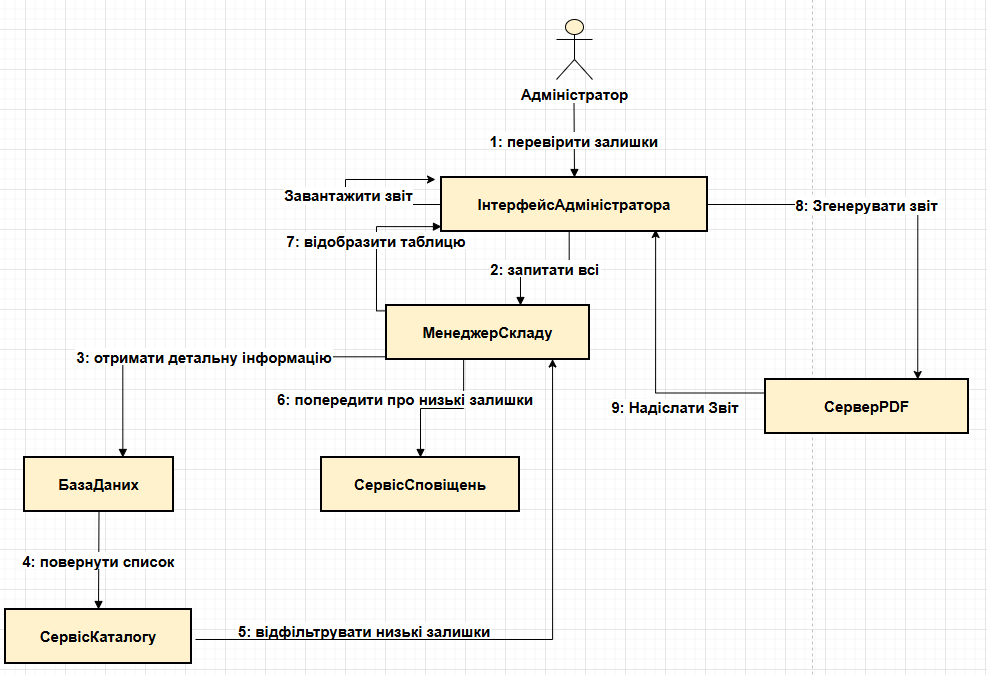 Адміністратор
1: перевірити залишки
Завантажити звіт
ІнтерфейсАдміністратора
8: Згенерувати звіт
7: відобразити таблицю
2: запитати всі
МенеджерСкладу
3: отримати детальну інформацію
6: попередити про низькі залишки
9: Надіслати Звіт
СерверPDF
БазаДаних
СервісСповіщень
4: повернути список
СервісКаталогу
5: відфільтрувати низькі залишки